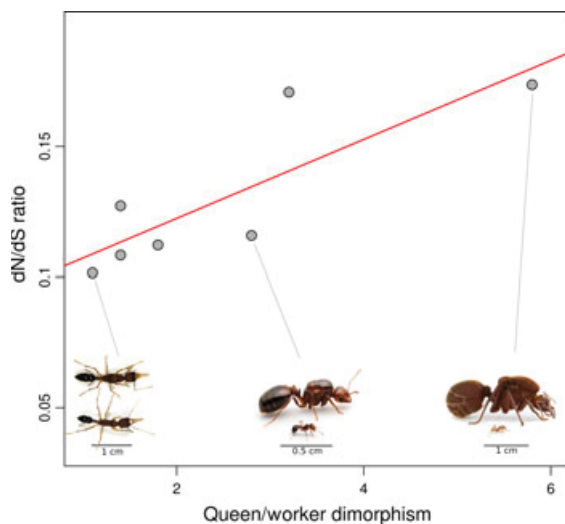 dN/dS ratio
0.15
0.1
0.05
1 cm
0.5 cm
1 cm
2
4
6
Queen/worker dimorphism